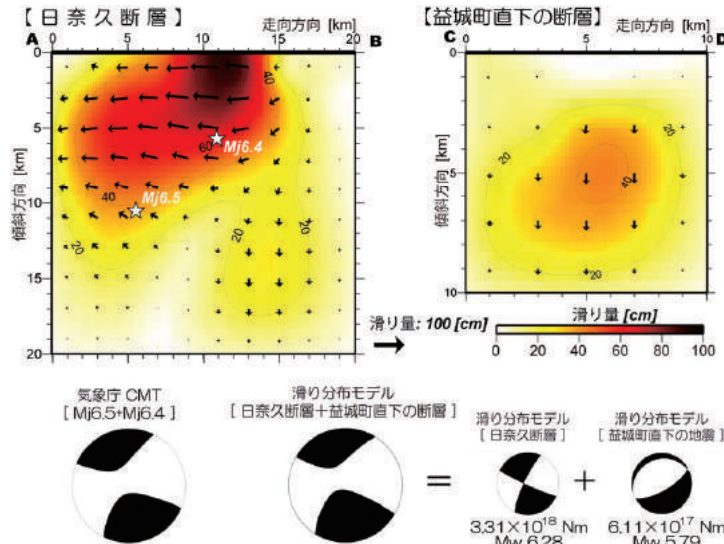 【日奈久断層】
走向方向 [km]
A
B
0
5
10
15
20
0
5
10
15
20
傾斜方向 [km]
40
60
40
20
20
20
Mj6.4
Mj6.5
【益城町直下の断層】
走向方向 [km]
C
D
0
5
10
0
5
10
傾斜方向 [km]
20
20
40
20
滑り量: 100 [cm]
滑り量 [cm]
0 20 40 60 80 100
気象庁 CMT
[ Mj6.5+Mj6.4 ]
滑り分布モデル
[ 日奈久断層+益城町直下の断層 ]
=
滑り分布モデル
[ 日奈久断層 ]
3.31×10¹⁸ Nm
Mw 6.28
+
滑り分布モデル
[ 益城町直下の地震 ]
6.11×10¹⁷ Nm
Mw 5.79